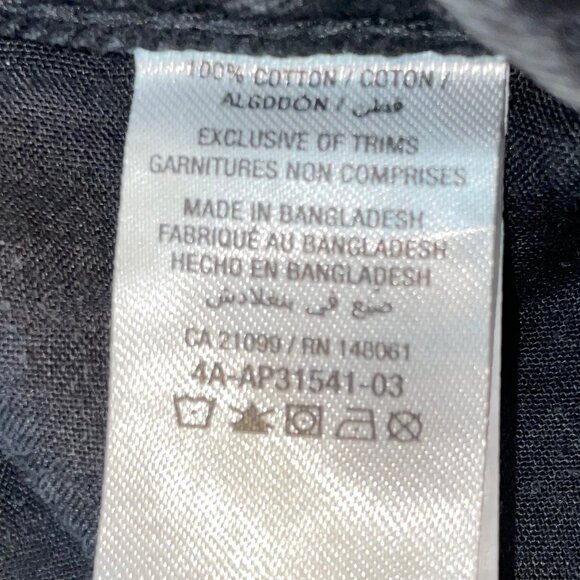 100% COTTON / COTON /
ALGODÓN / قطن
EXCLUSIVE OF TRIMS
GARNITURES NON COMPRISES
MADE IN BANGLADESH
FABRIQUÉ AU BANGLADESH
HECHO EN BANGLADESH
صنع في بنغلادش
CA 21099 / RN 148061
4A-AP31541-03